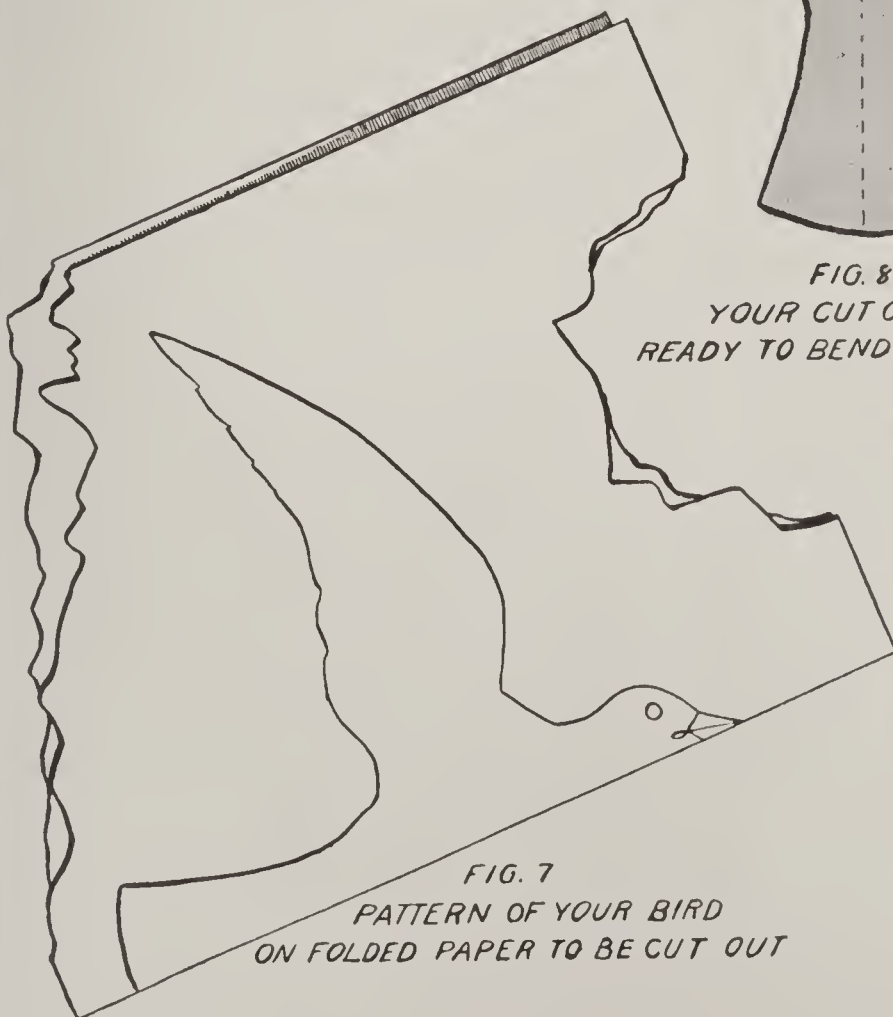 FIG. 8
YOUR CUT
READY TO BEND
FIG. 7
PATTERN OF YOUR BIRD
ON FOLDED PAPER TO BE CUT OUT